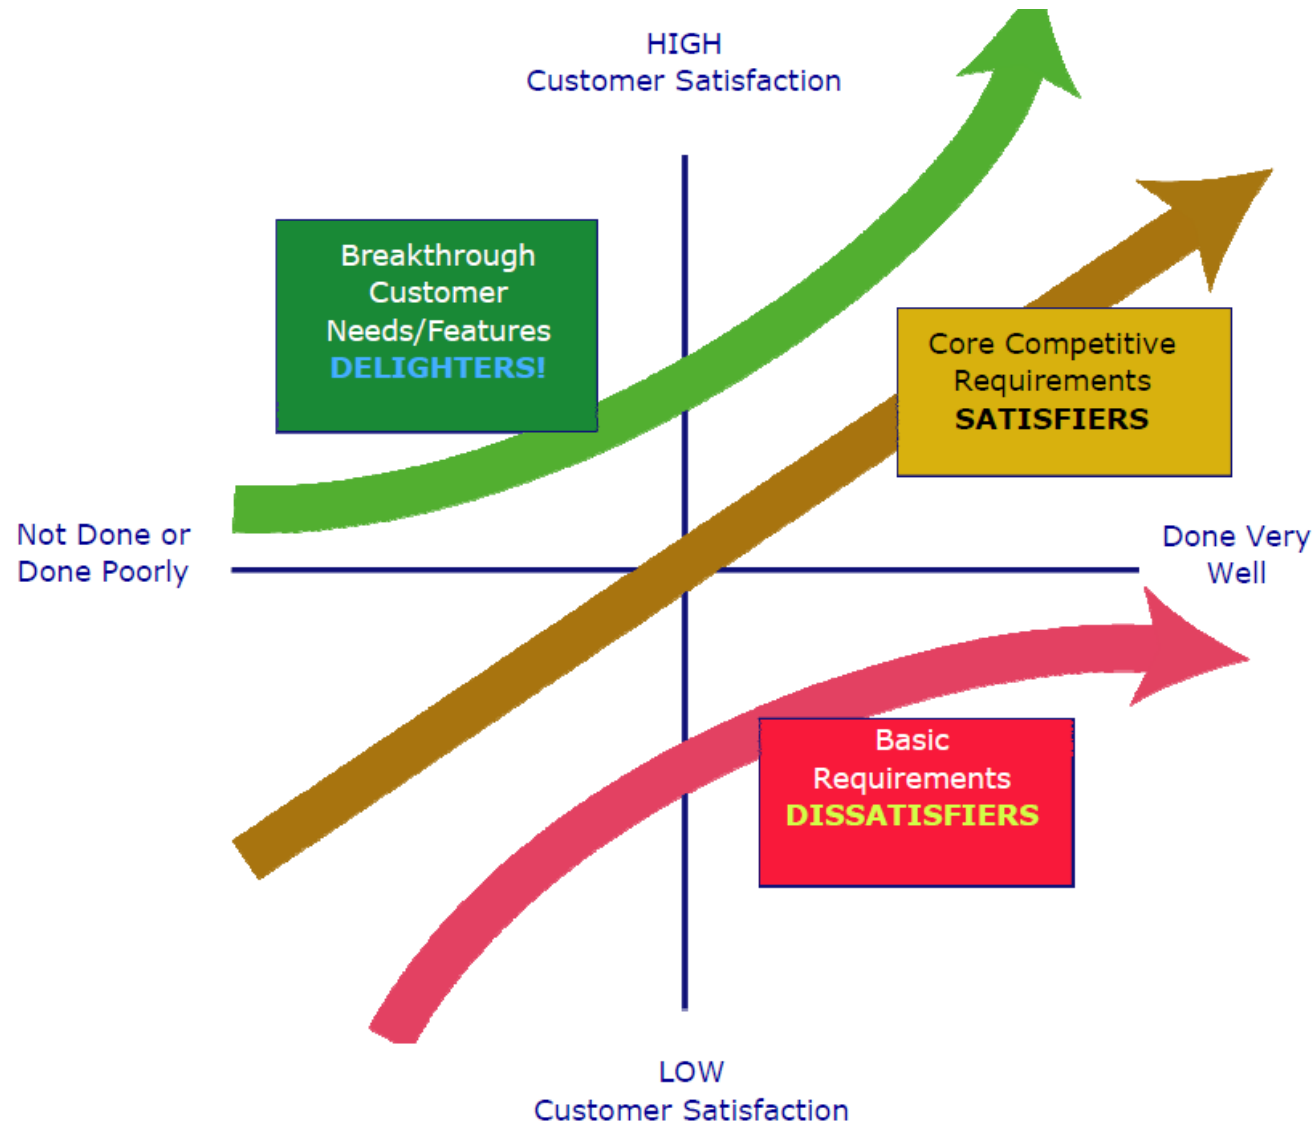 HIGH
Customer Satisfaction
Breakthrough
Customer
Needs/Features
DELIGHTERS!
Core Competitive
Requirements
SATISFIERS
Not Done or
Done Poorly
Done Very
Well
Basic
Requirements
DISSATISFIERS
LOW
Customer Satisfaction